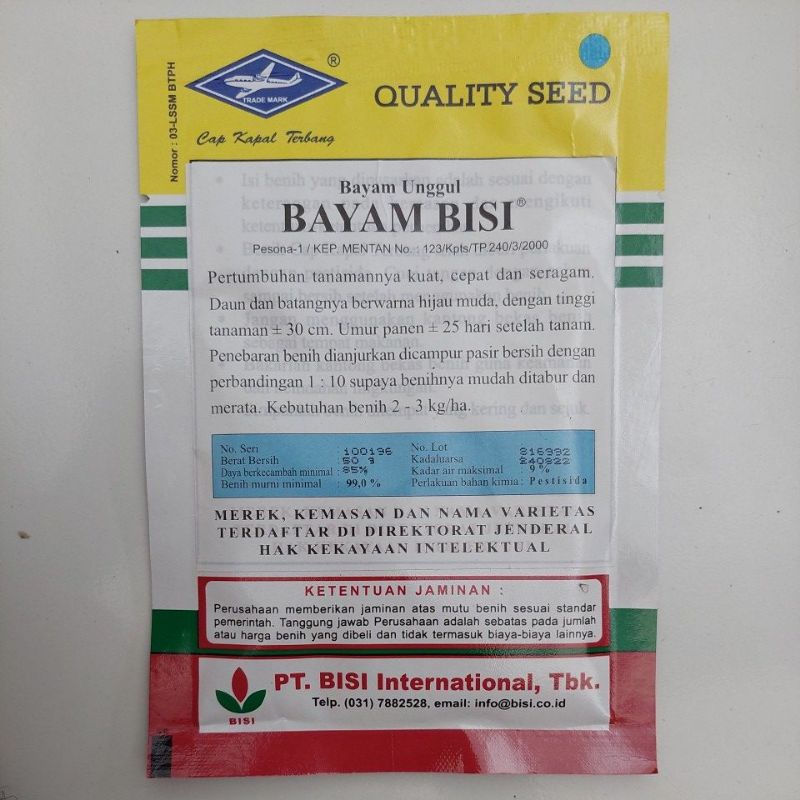 Nomor : 03-LSSM BTPH
®
TRADE MARK
Cap Kapal Terbang
QUALITY SEED
Bayam Unggul
BAYAM BISI®
Pesona-1 / KEP. MENTAN No. : 123/Kpts/TP.240/3/2000
Pertumbuhan tanamannya kuat, cepat dan seragam.
Daun dan batangnya berwarna hijau muda, dengan tinggi
tanaman ± 30 cm. Umur panen ± 25 hari setelah tanam.
Penebaran benih dianjurkan dicampur pasir bersih dengan
perbandingan 1 : 10 supaya benihnya mudah ditabur dan
merata. Kebutuhan benih 2 - 3 kg/ha.
No. Seri : 100196 No. Lot : 816392
Berat Bersih : 50 g Kadaluarsa : 240822
Daya berkecambah minimal : 85% Kadar air maksimal : 9 %
Benih murni minimal : 99,0 % Perlakuan bahan kimia : Pestisida
MEREK, KEMASAN DAN NAMA VARIETAS
TERDAFTAR DI DIREKTORAT JENDERAL
HAK KEKAYAAN INTELEKTUAL
KETENTUAN JAMINAN :
Perusahaan memberikan jaminan atas mutu benih sesuai standar
pemerintah. Tanggung jawab Perusahaan adalah sebatas pada jumlah
atau harga benih yang dibeli dan tidak termasuk biaya-biaya lainnya.
BISI
PT. BISI International, Tbk.
Telp. (031) 7882528, email: info@bisi.co.id